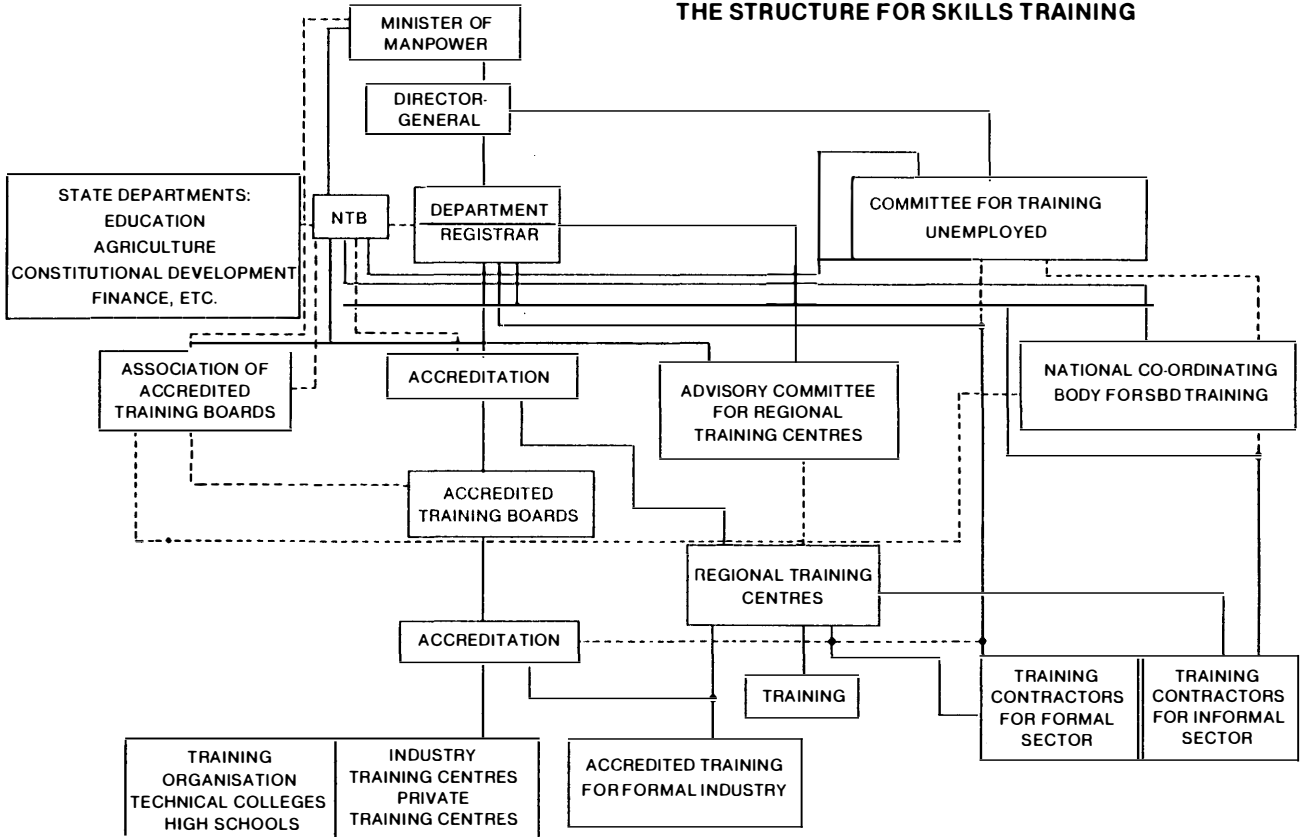 THE STRUCTURE FOR SKILLS TRAINING
MINISTER OF
MANPOWER
DIRECTOR-
GENERAL
STATE DEPARTMENTS:
EDUCATION
AGRICULTURE
CONSTITUTIONAL DEVELOPMENT
FINANCE, ETC.
NTB
DEPARTMENT
REGISTRAR
COMMITTEE FOR TRAINING
UNEMPLOYED
ASSOCIATION OF
ACCREDITED
TRAINING BOARDS
ACCREDITATION
ADVISORY COMMITTEE
FOR REGIONAL
TRAINING CENTRES
NATIONAL CO-ORDINATING
BODY FOR SBD TRAINING
ACCREDITED
TRAINING BOARDS
REGIONAL TRAINING
CENTRES
ACCREDITATION
TRAINING
TRAINING
CONTRACTORS
FOR FORMAL
SECTOR
TRAINING
CONTRACTORS
FOR INFORMAL
SECTOR
TRAINING
ORGANISATION
TECHNICAL COLLEGES
HIGH SCHOOLS
INDUSTRY
TRAINING CENTRES
PRIVATE
TRAINING CENTRES
ACCREDITED TRAINING
FOR FORMAL INDUSTRY